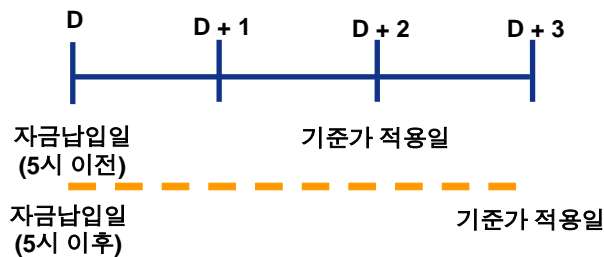 D
D + 1
D + 2
D + 3
자금납입일
(5시 이전)
기준가 적용일
자금납입일
(5시 이후)
기준가 적용일